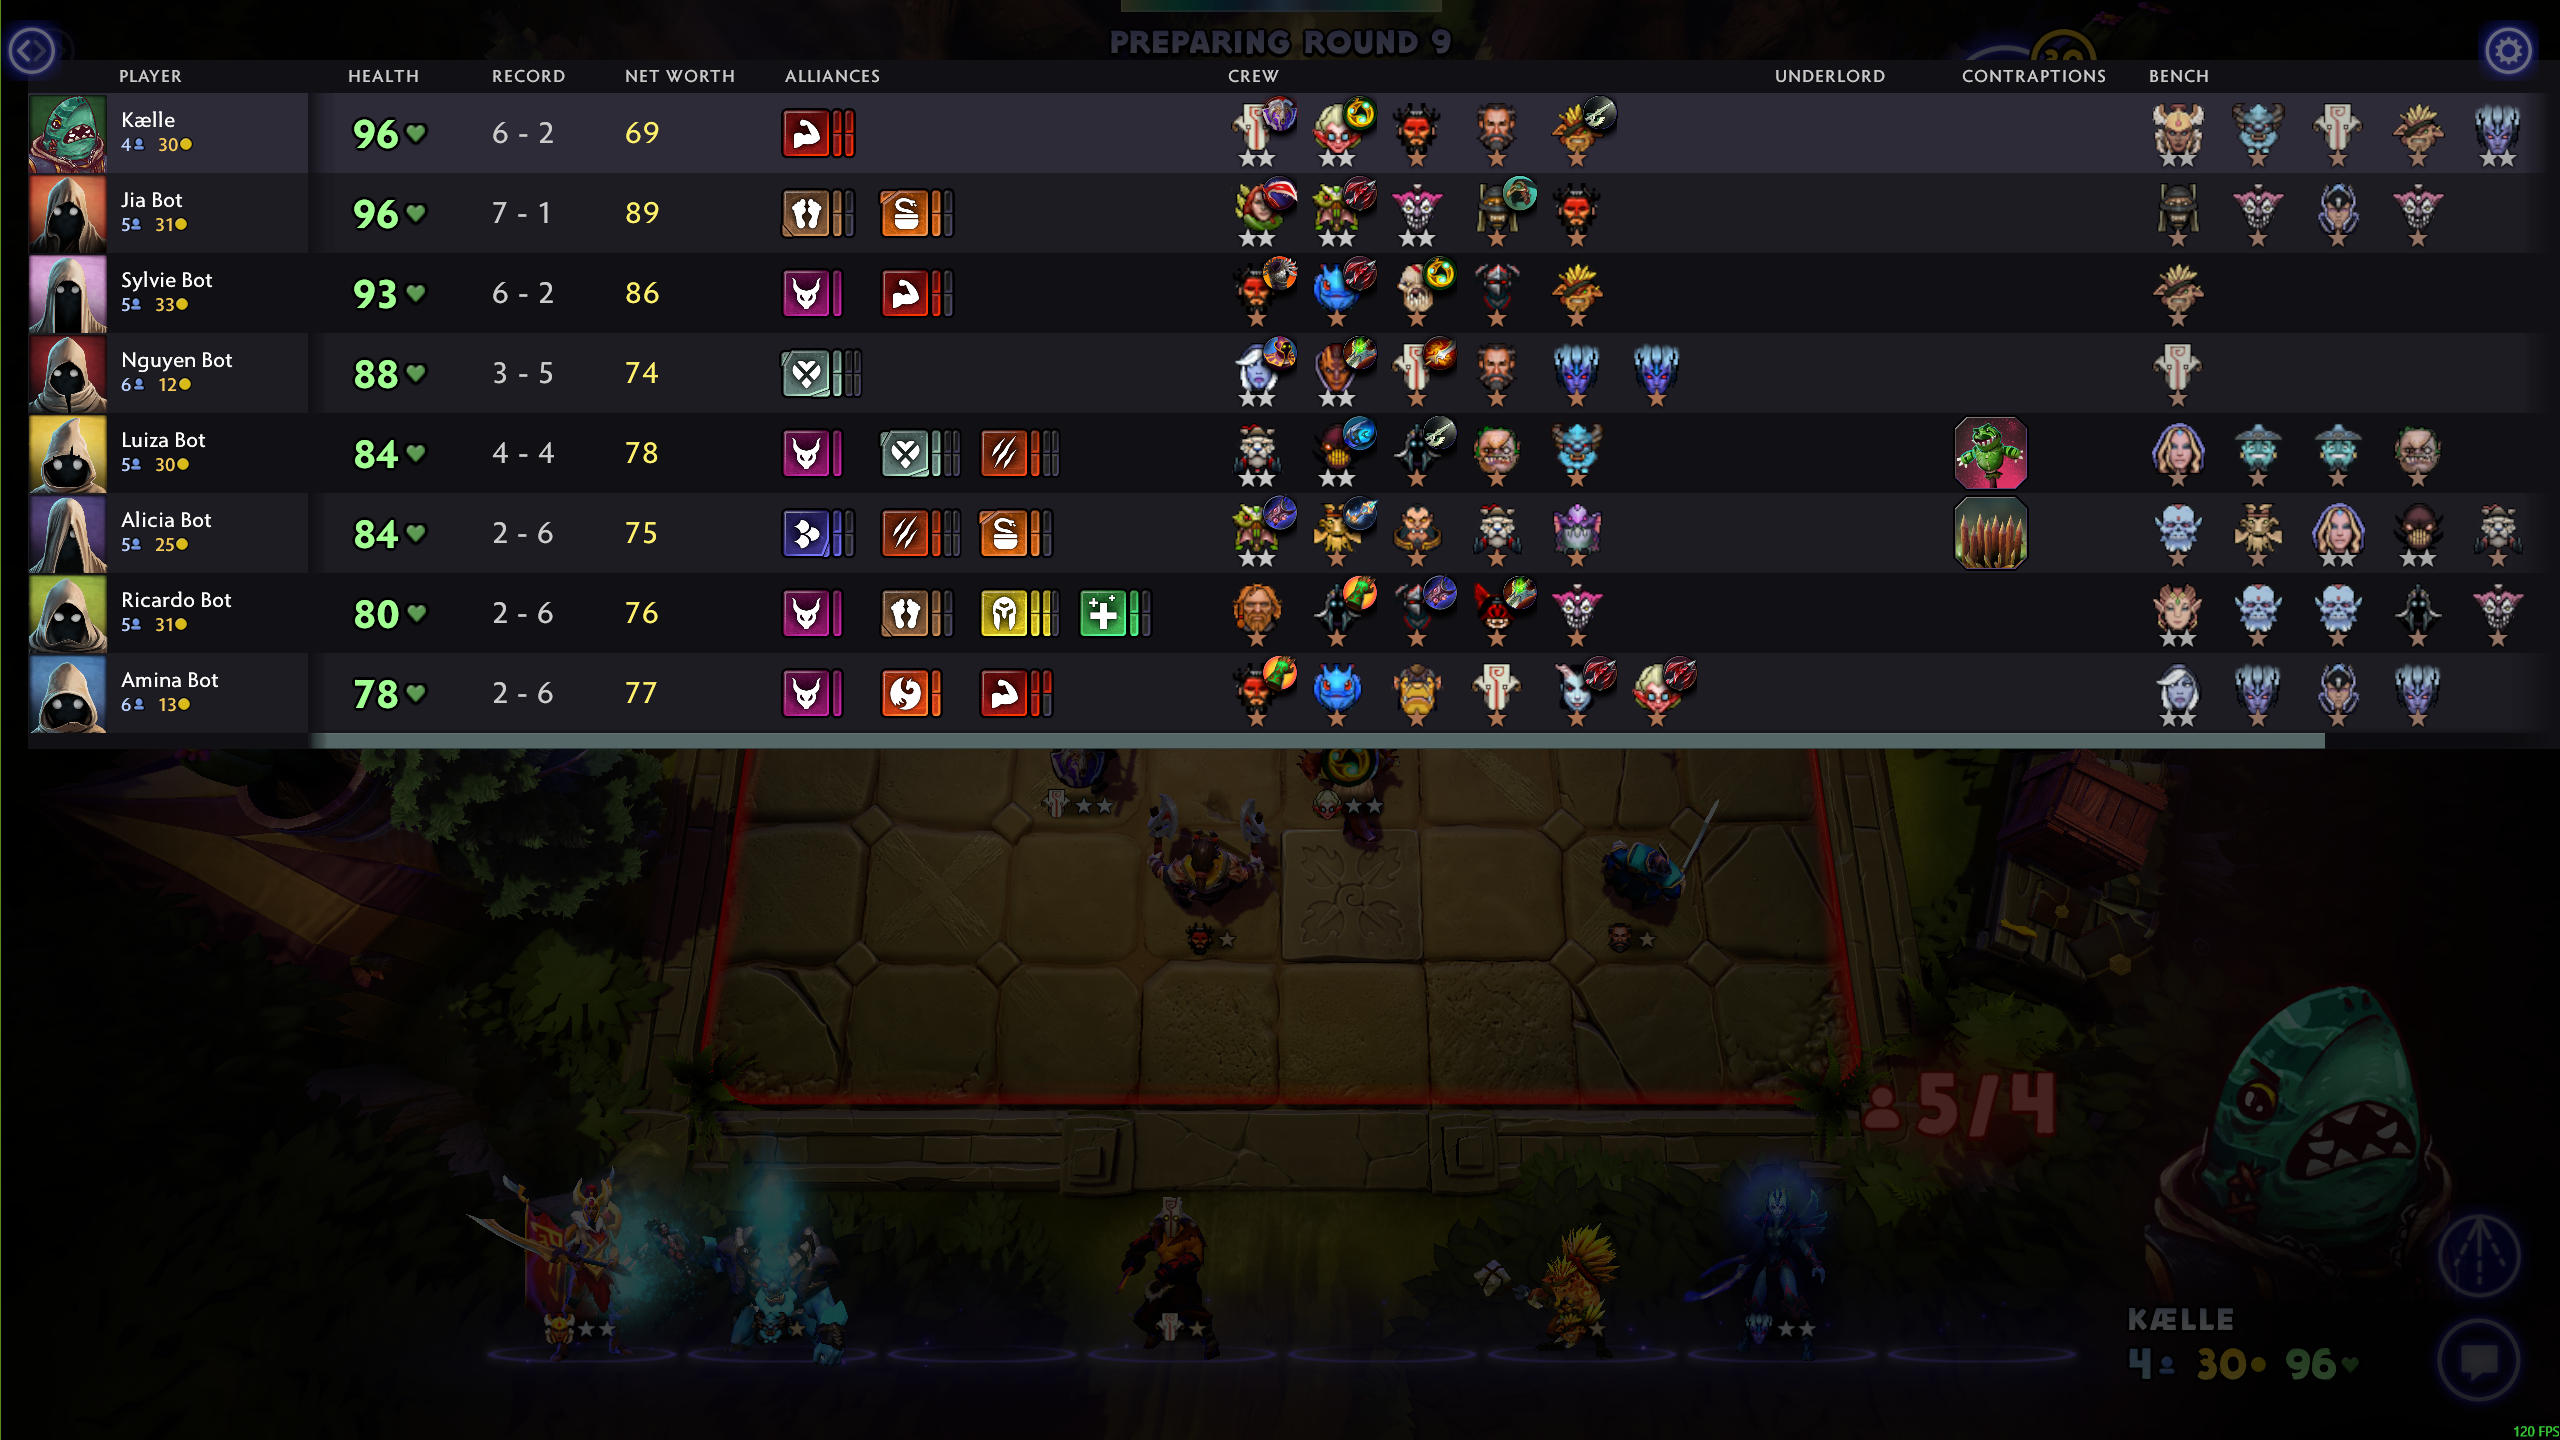 PREPARING ROUND 9
PLAYER HEALTH RECORD NET WORTH ALLIANCES CREW UNDERLORD CONTRAPTIONS BENCH
Kælle
4 30
96 6 - 2 69
Jia Bot
5 31
96 7 - 1 89
Sylvie Bot
5 33
93 6 - 2 86
Nguyen Bot
6 12
88 3 - 5 74
Luiza Bot
5 30
84 4 - 4 78
Alicia Bot
5 25
84 2 - 6 75
Ricardo Bot
5 31
80 2 - 6 76
Amina Bot
6 13
78 2 - 6 77
5/4
KÆLLE
4 30 96
120 FPS